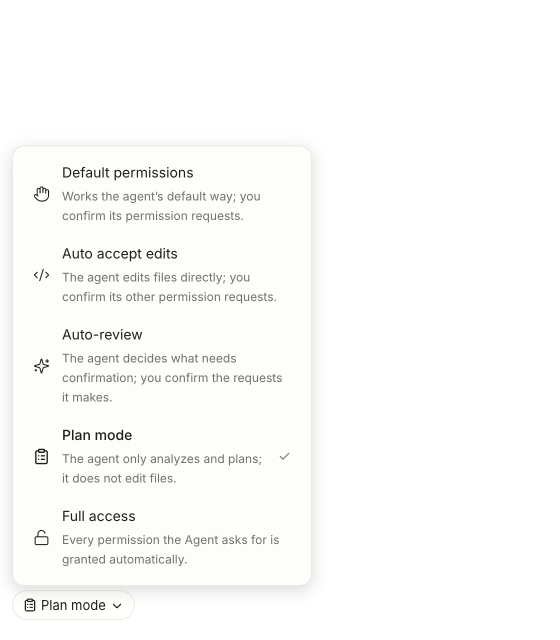 Default permissions
Works the agent's default way; you
confirm its permission requests.
Auto accept edits
The agent edits files directly; you
confirm its other permission requests.
Auto-review
The agent decides what needs
confirmation; you confirm the requests
it makes.
Plan mode
The agent only analyzes and plans;
it does not edit files.
Full access
Every permission the Agent asks for is
granted automatically.
Plan mode